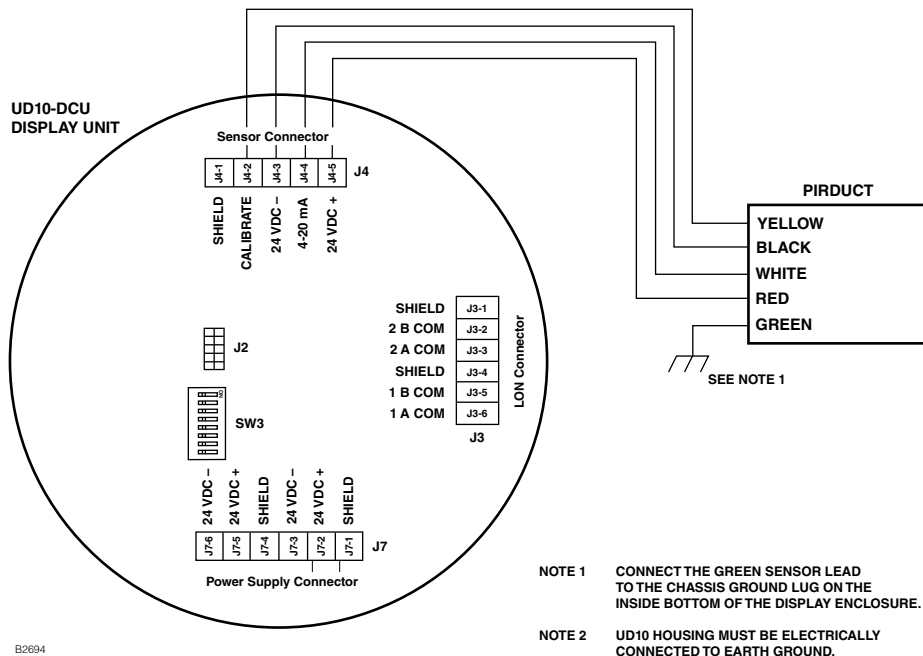 UD10-DCU
DISPLAY UNIT
Sensor Connector
J4-1
J4-2
J4-3
J4-4
J4-5
J4
SHIELD
CALIBRATE
24 VDC –
4-20 mA
24 VDC +
PIRDUCT
YELLOW
BLACK
WHITE
RED
GREEN
SEE NOTE 1
J2
SW3
ON
SHIELD J3-1
2 B COM J3-2
2 A COM J3-3
SHIELD J3-4
1 B COM J3-5
1 A COM J3-6
J3
LON Connector
24 VDC –
24 VDC +
SHIELD
24 VDC –
24 VDC +
SHIELD
J7-6
J7-5
J7-4
J7-3
J7-2
J7-1
J7
Power Supply Connector
NOTE 1 CONNECT THE GREEN SENSOR LEAD
TO THE CHASSIS GROUND LUG ON THE
INSIDE BOTTOM OF THE DISPLAY ENCLOSURE.
NOTE 2 UD10 HOUSING MUST BE ELECTRICALLY
CONNECTED TO EARTH GROUND.
B2694